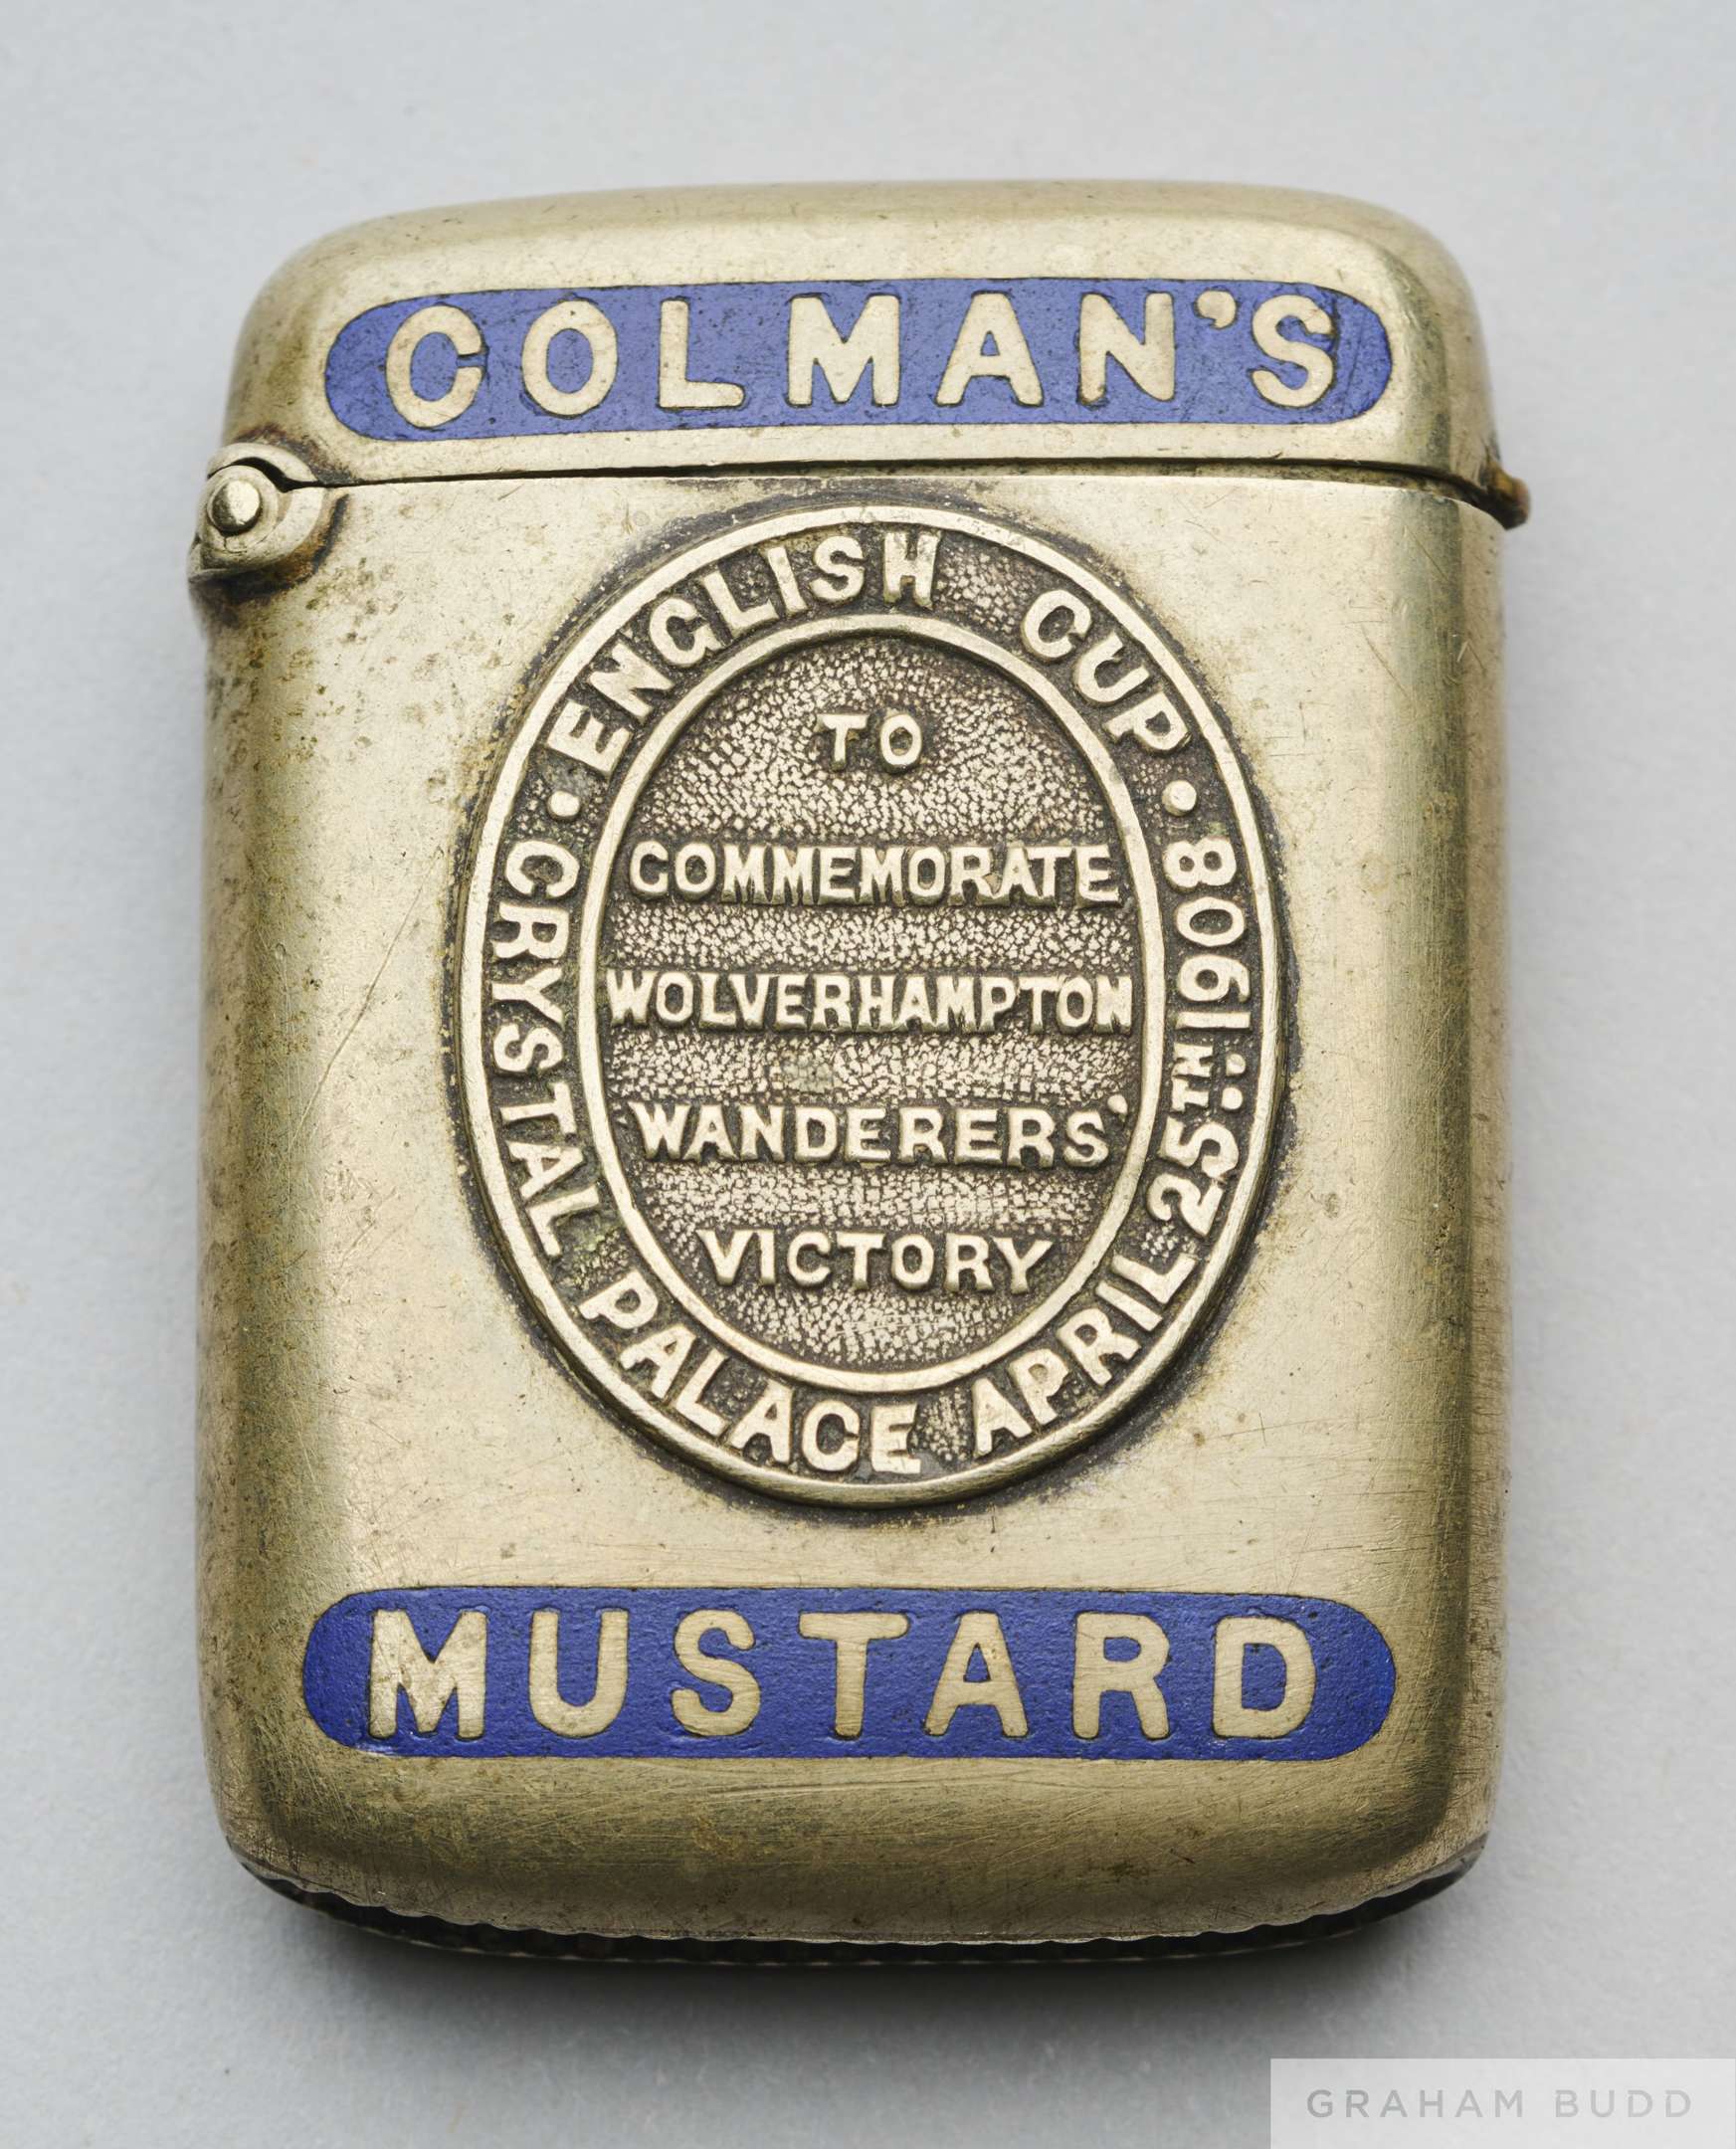 COLMAN'S
ENGLISH CUP
TO
COMMEMORATE
WOLVERHAMPTON
WANDERERS'
VICTORY
CRYSTAL PALACE APRIL 25TH 1908
MUSTARD
GRAHAM BUDD